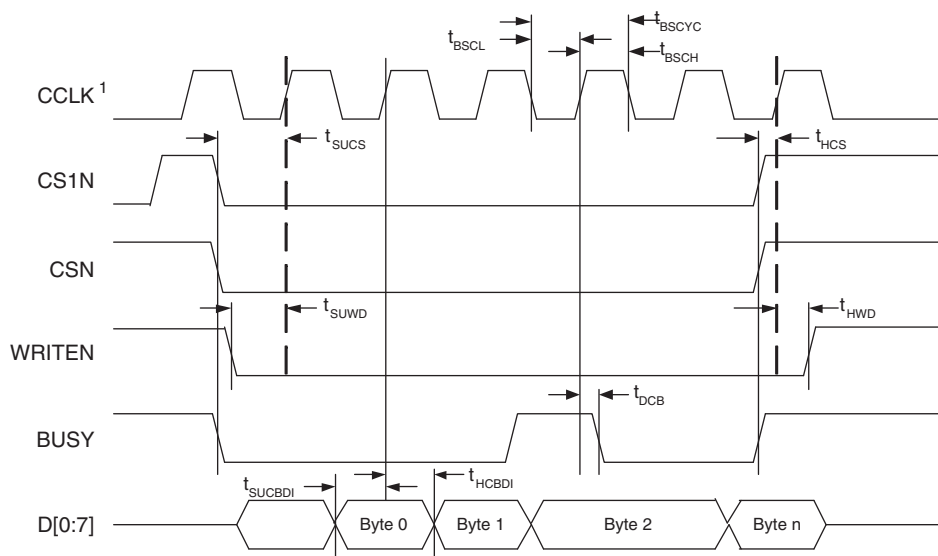 t_BSCYC
t_BSCL
t_BSCH
CCLK ¹
t_SUCS
t_HCS
CS1N
CSN
t_SUWD
t_HWD
WRITEN
t_DCB
BUSY
t_SUCBDI
t_HCBDI
D[0:7] Byte 0 Byte 1 Byte 2 Byte n